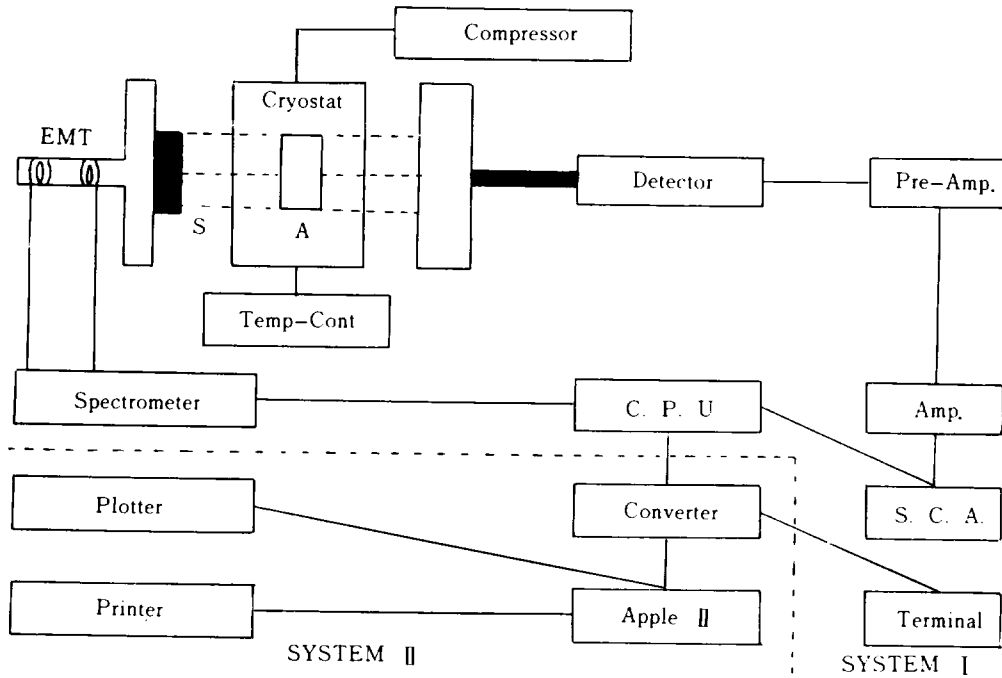 Compressor
Cryostat
EMT
S
A
Detector
Pre-Amp.
Temp-Cont
Spectrometer
C. P. U
Amp.
Plotter
Converter
S. C. A.
Printer
Apple II
Terminal
SYSTEM II
SYSTEM I